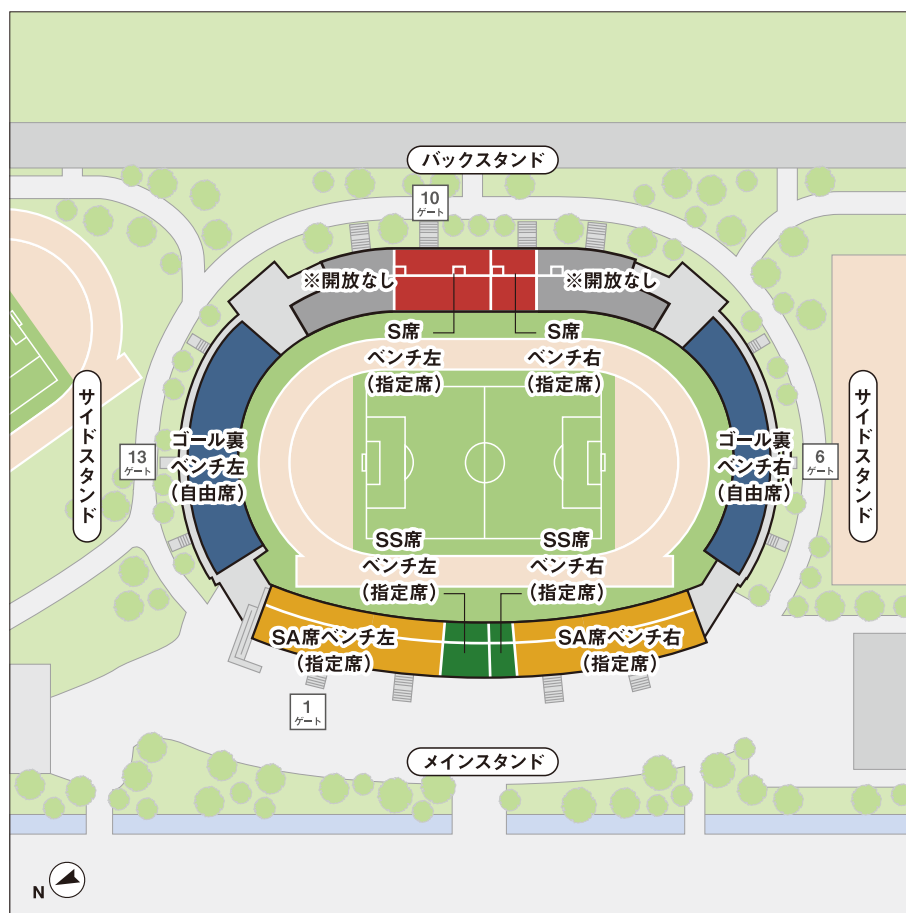 バックスタンド
10
ゲート
※開放なし
※開放なし
S席
ベンチ左
(指定席)
S席
ベンチ右
(指定席)
サイドスタンド
13
ゲート
ゴール裏
ベンチ左
(自由席)
ゴール裏
ベンチ右
(自由席)
6
ゲート
サイドスタンド
SS席
ベンチ左
(指定席)
SS席
ベンチ右
(指定席)
SA席ベンチ左
(指定席)
SA席ベンチ右
(指定席)
1
ゲート
メインスタンド
N